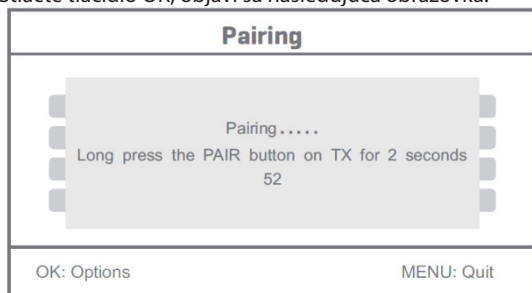 stlačte tlačidlo OK, objaví sa nasledujúca obrazovka.
Pairing
Pairing.....
Long press the PAIR button on TX for 2 seconds
52
OK: Options
MENU: Quit